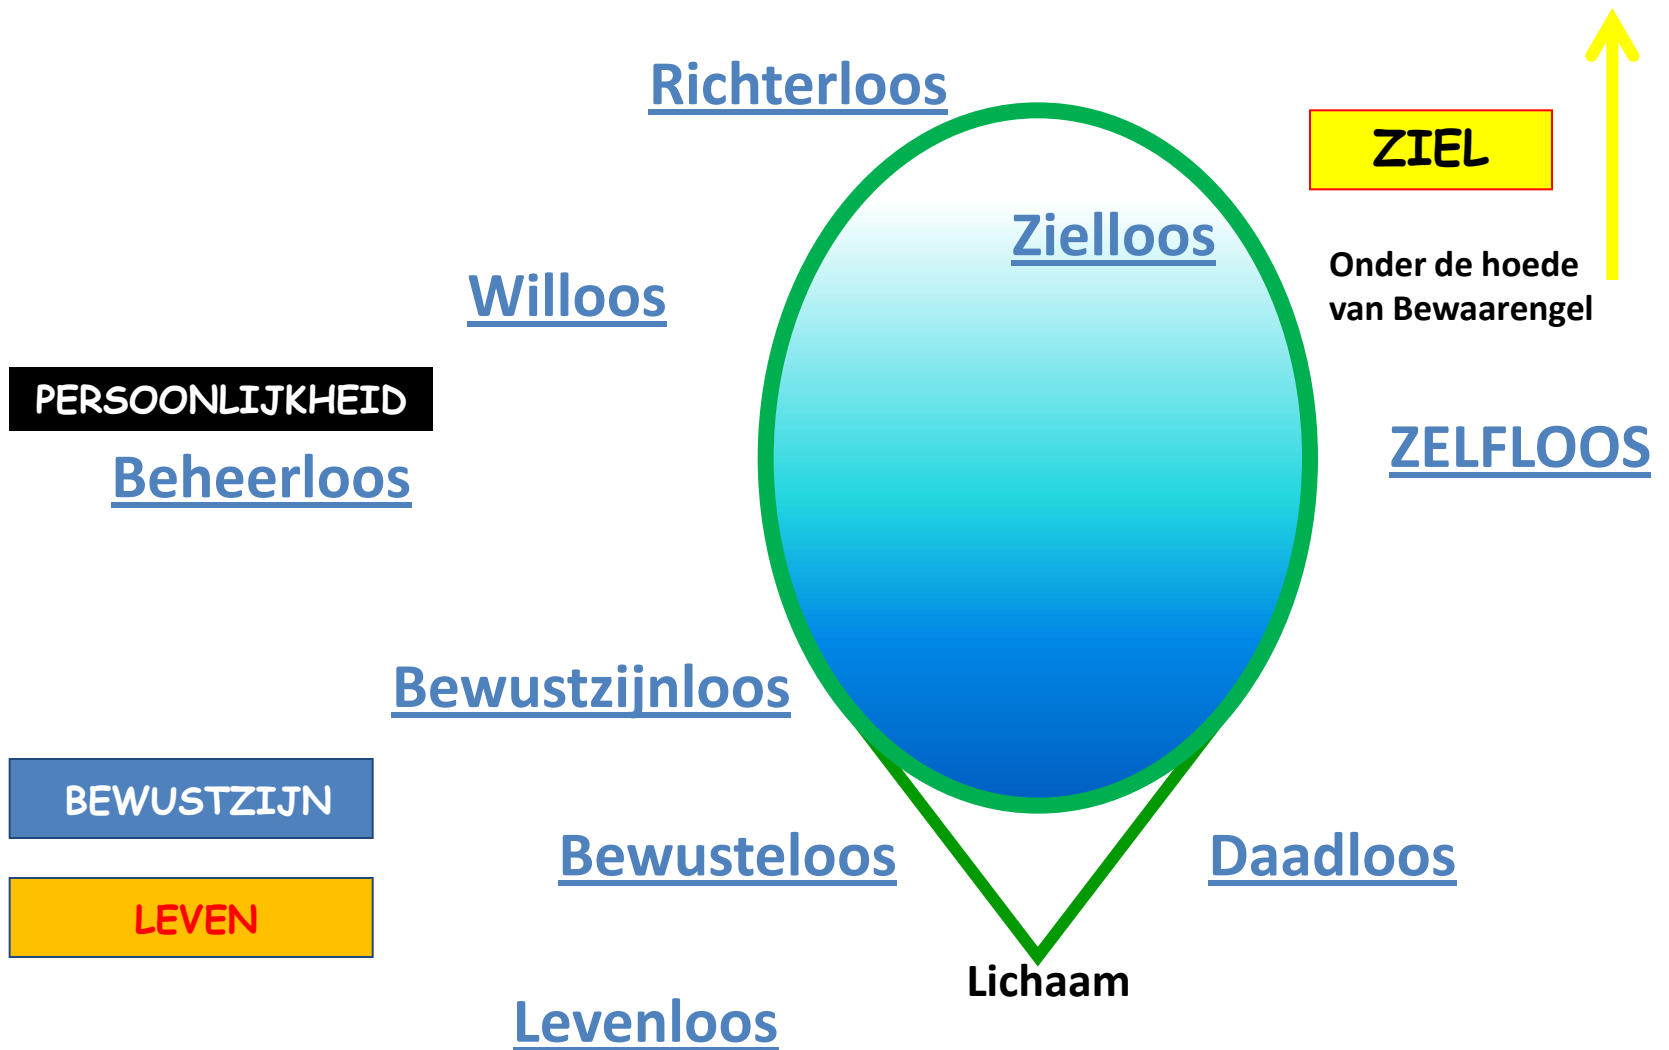 Richterloos
ZIEL
Zielloos
Onder de hoede
van Bewaarengel
Willoos
PERSOONLIJKHEID
ZELFLOOS
Beheerloos
Bewustzijnloos
BEWUSTZIJN
Bewusteloos
Daadloos
LEVEN
Lichaam
Levenloos